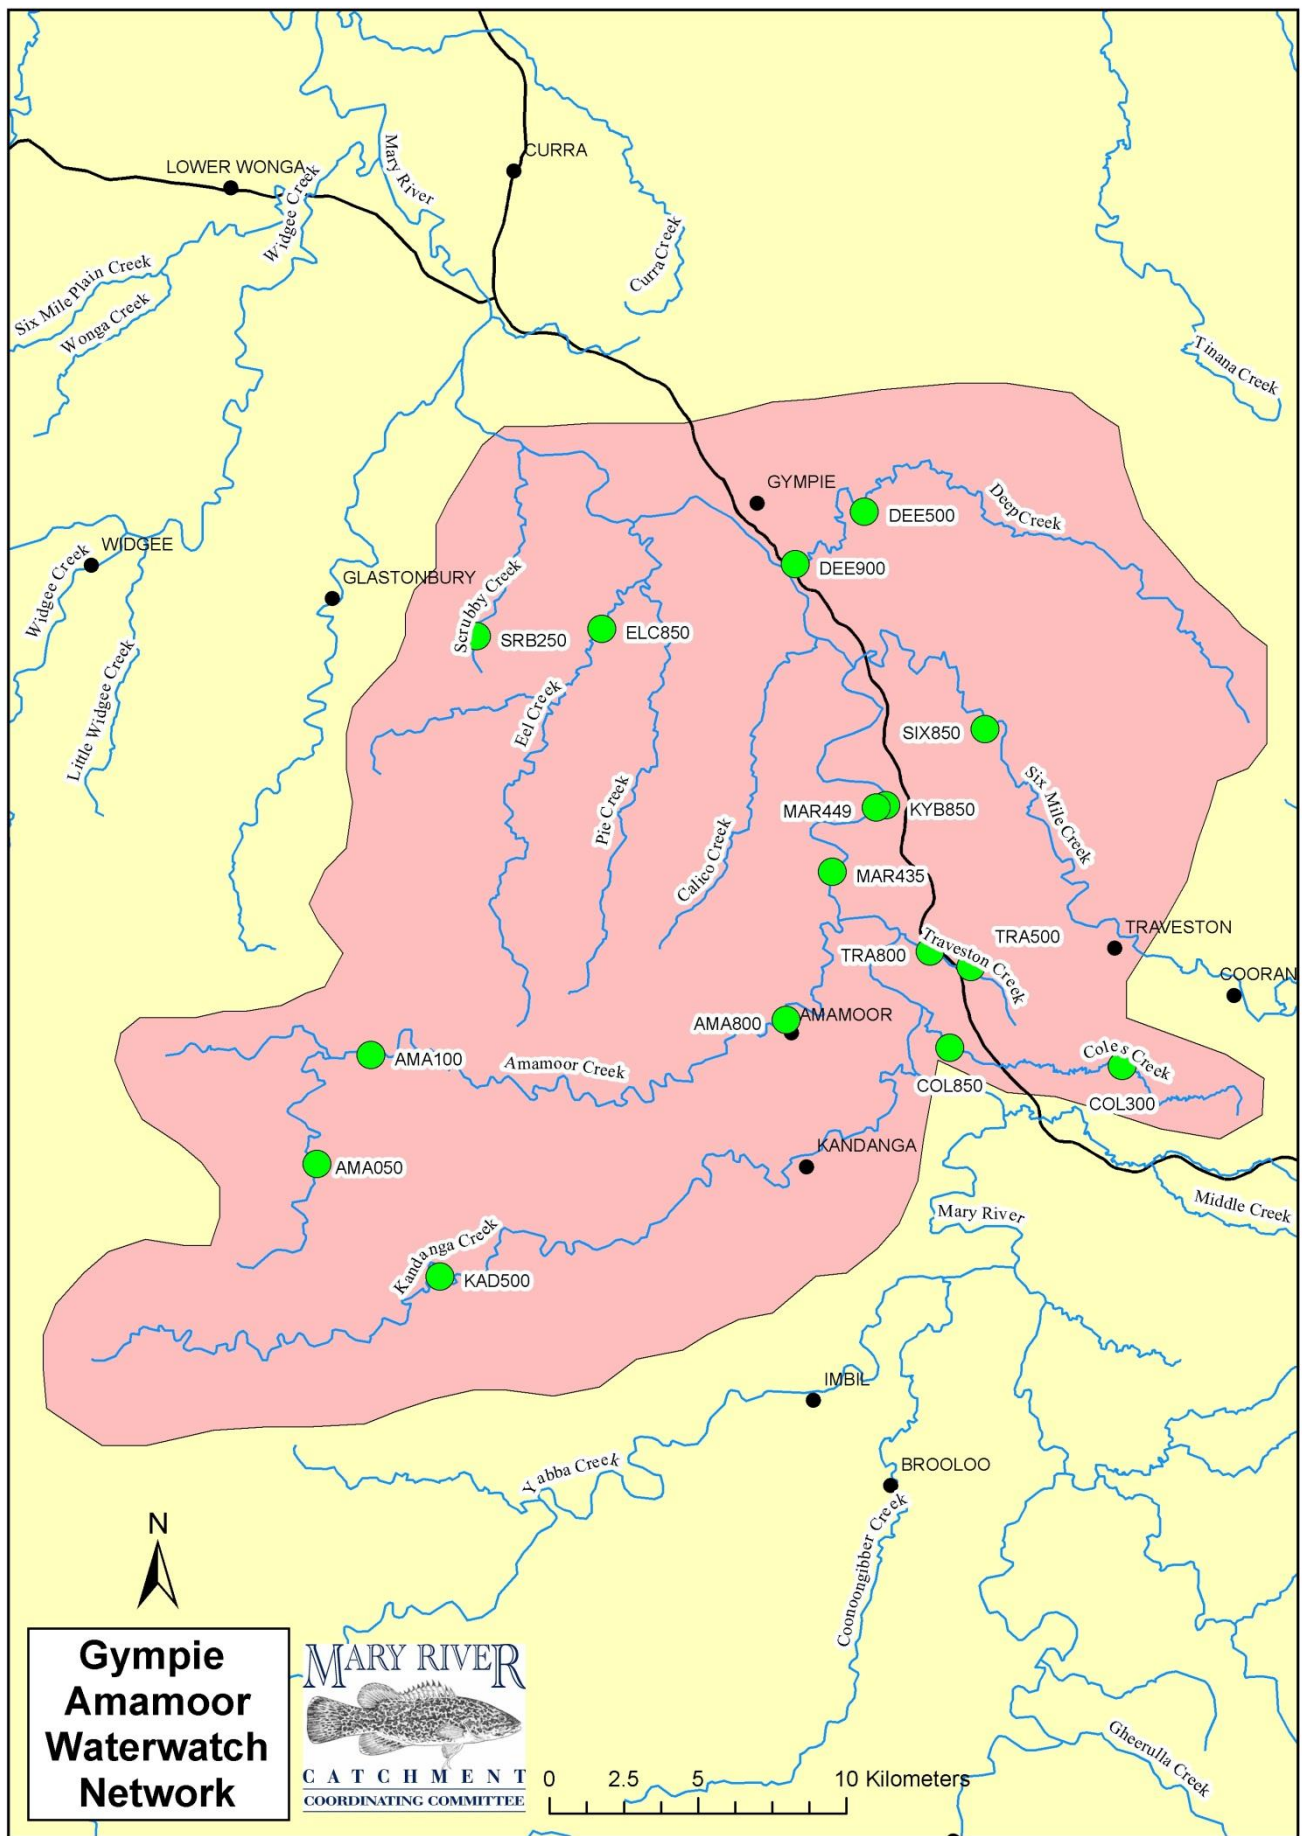 CURRA
LOWER WONGA
Mary River
Widgee Creek
Curra Creek
Six Mile Plain Creek
Wonga Creek
Tinana Creek
GYMPIE
DEE500
Deep Creek
WIDGEE
Widgee Creek
GLASTONBURY
DEE900
Scrubby Creek
SRB250
ELC850
Little Widgee Creek
Eel Creek
SIX850
Six Mile Creek
Pie Creek
MAR449
KYB850
Calico Creek
MAR435
TRAVESTON
TRA500
TRA800
Traveston Creek
COORAN
AMA800
AMAMOOR
AMA100
Amamoor Creek
Coles Creek
COL850
COL300
KANDANGA
AMA050
Middle Creek
Mary River
Kandanga Creek
KAD500
IMBIL
BROOLOO
Yabba Creek
Coonoongibber Creek
N
Gheerulla Creek
Gympie
Amamoor
Waterwatch
Network
MARY RIVER
CATCHMENT
COORDINATING COMMITTEE
0 2.5 5 10 Kilometers